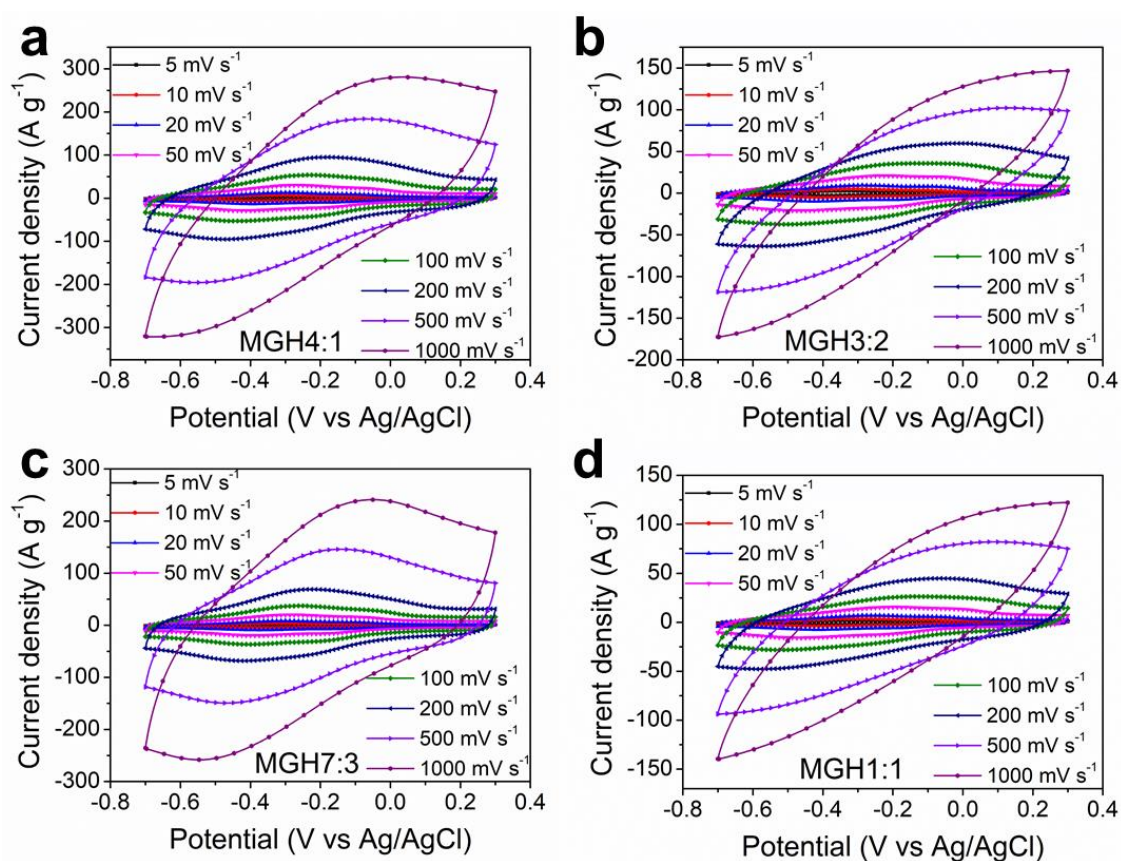 a
300
200
100
0
-100
-200
-300
Current density (A g⁻¹)
5 mV s⁻¹
10 mV s⁻¹
20 mV s⁻¹
50 mV s⁻¹
100 mV s⁻¹
200 mV s⁻¹
500 mV s⁻¹
1000 mV s⁻¹
MGH4:1
-0.8 -0.6 -0.4 -0.2 0.0 0.2 0.4
Potential (V vs Ag/AgCl)
b
150
100
50
0
-50
-100
-150
-200
Current density (A g⁻¹)
5 mV s⁻¹
10 mV s⁻¹
20 mV s⁻¹
50 mV s⁻¹
100 mV s⁻¹
200 mV s⁻¹
500 mV s⁻¹
1000 mV s⁻¹
MGH3:2
-0.8 -0.6 -0.4 -0.2 0.0 0.2 0.4
Potential (V vs Ag/AgCl)
c
300
200
100
0
-100
-200
-300
Current density (A g⁻¹)
5 mV s⁻¹
10 mV s⁻¹
20 mV s⁻¹
50 mV s⁻¹
100 mV s⁻¹
200 mV s⁻¹
500 mV s⁻¹
1000 mV s⁻¹
MGH7:3
-0.8 -0.6 -0.4 -0.2 0.0 0.2 0.4
Potential (V vs Ag/AgCl)
d
150
100
50
0
-50
-100
-150
Current density (A g⁻¹)
5 mV s⁻¹
10 mV s⁻¹
20 mV s⁻¹
50 mV s⁻¹
100 mV s⁻¹
200 mV s⁻¹
500 mV s⁻¹
1000 mV s⁻¹
MGH1:1
-0.8 -0.6 -0.4 -0.2 0.0 0.2 0.4
Potential (V vs Ag/AgCl)